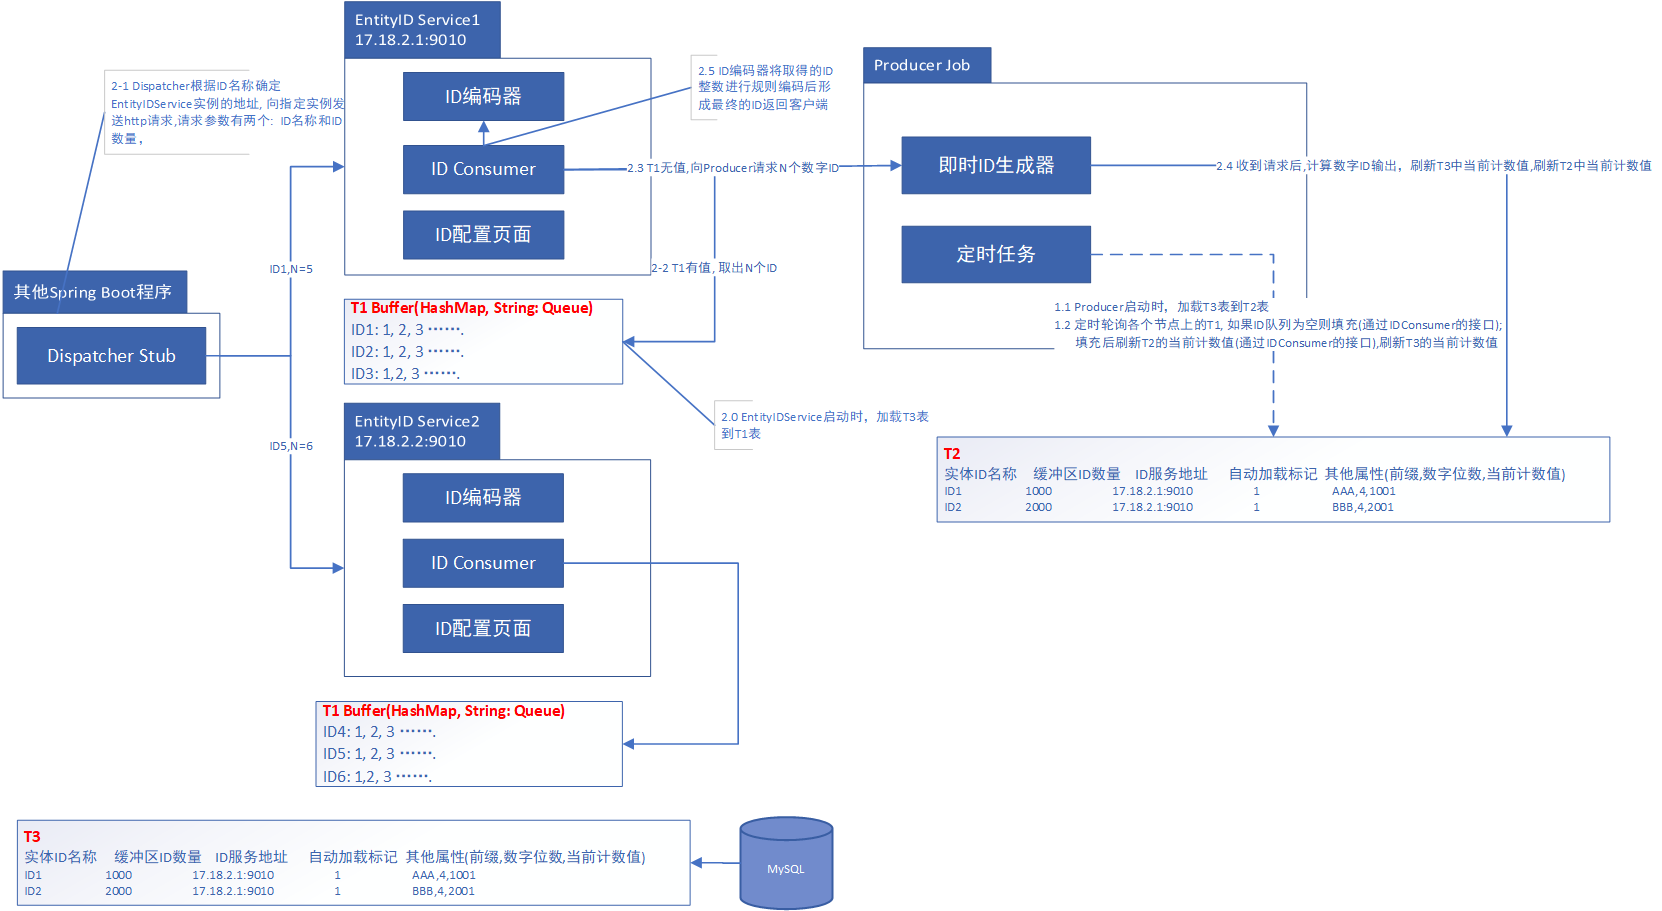 EntityID Service1
17.18.2.1:9010
ID编码器
ID Consumer
ID配置页面
2-1 Dispatcher根据ID名称确定
EntityIDService实例的地址, 向指定实例发
送http请求,请求参数有两个: ID名称和ID
数量，
2.5 ID编码器将取得的ID
整数进行规则编码后形
成最终的ID返回客户端
Producer Job
即时ID生成器
定时任务
2.3 T1无值,向Producer请求N个数字ID
2.4 收到请求后,计算数字ID输出，刷新T3中当前计数值,刷新T2中当前计数值
2-2 T1有值, 取出N个ID
1.1 Producer启动时，加载T3表到T2表
1.2 定时轮询各个节点上的T1, 如果ID队列为空则填充(通过IDConsumer的接口);
填充后刷新T2的当前计数值(通过IDConsumer的接口),刷新T3的当前计数值
其他Spring Boot程序
Dispatcher Stub
ID1,N=5
ID5,N=6
T1 Buffer(HashMap, String: Queue)
ID1: 1, 2, 3 …….
ID2: 1, 2, 3 …….
ID3: 1,2, 3 …….
2.0 EntityIDService启动时，加载T3表
到T1表
EntityID Service2
17.18.2.2:9010
ID编码器
ID Consumer
ID配置页面
T2
实体ID名称 缓冲区ID数量 ID服务地址 自动加载标记 其他属性(前缀,数字位数,当前计数值)
ID1 1000 17.18.2.1:9010 1 AAA,4,1001
ID2 2000 17.18.2.1:9010 1 BBB,4,2001
T1 Buffer(HashMap, String: Queue)
ID4: 1, 2, 3 …….
ID5: 1, 2, 3 …….
ID6: 1,2, 3 …….
T3
实体ID名称 缓冲区ID数量 ID服务地址 自动加载标记 其他属性(前缀,数字位数,当前计数值)
ID1 1000 17.18.2.1:9010 1 AAA,4,1001
ID2 2000 17.18.2.1:9010 1 BBB,4,2001
MySQL